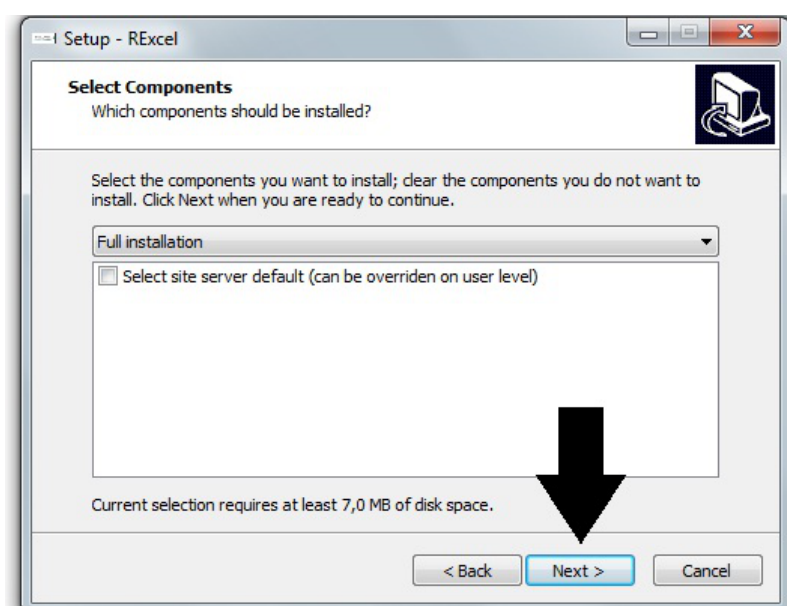 Setup - RExcel
Select Components
Which components should be installed?
Select the components you want to install; clear the components you do not want to
install. Click Next when you are ready to continue.
Full installation
Select site server default (can be overriden on user level)
Current selection requires at least 7,0 MB of disk space.
< Back
Next >
Cancel